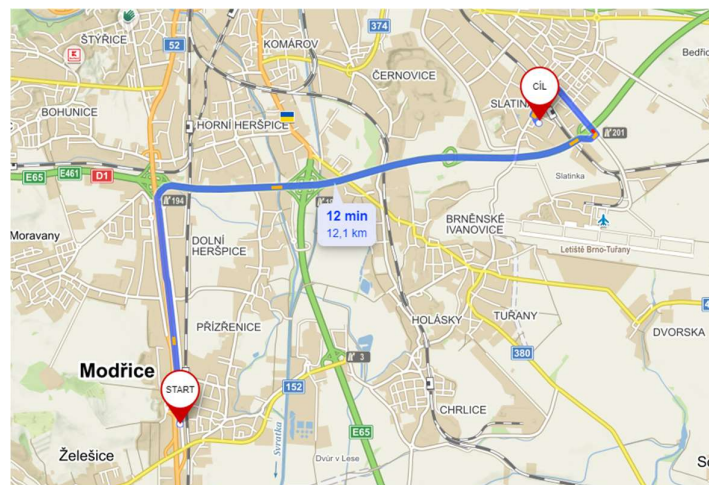 374
ŠTÝŘICE
52
KOMÁROV
E
ČERNOVICE
Bedřic
CÍL
SLATINA
BOHUNICE
HORNÍ HERŠPICE
201
E461
D1
E65
194
Slatinka
12 min
12,1 km
BRNĚNSKÉ
IVANOVICE
Moravany
DOLNÍ
HERŠPICE
Letiště Brno-Tuřany
PŘÍZŘENICE
HOLÁSKY
TUŘANY
DVORSKA
3
380
Modřice
START
152
CHRLICE
E65
Svratka
Želešice
Dvůr v Lese